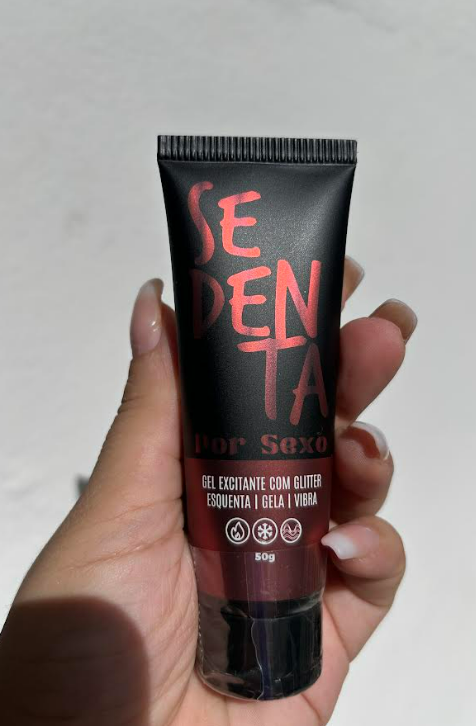 SE
DEN
TA
Por Sexo
GEL EXCITANTE COM GLITTER
ESQUENTA | GELA | VIBRA
50g